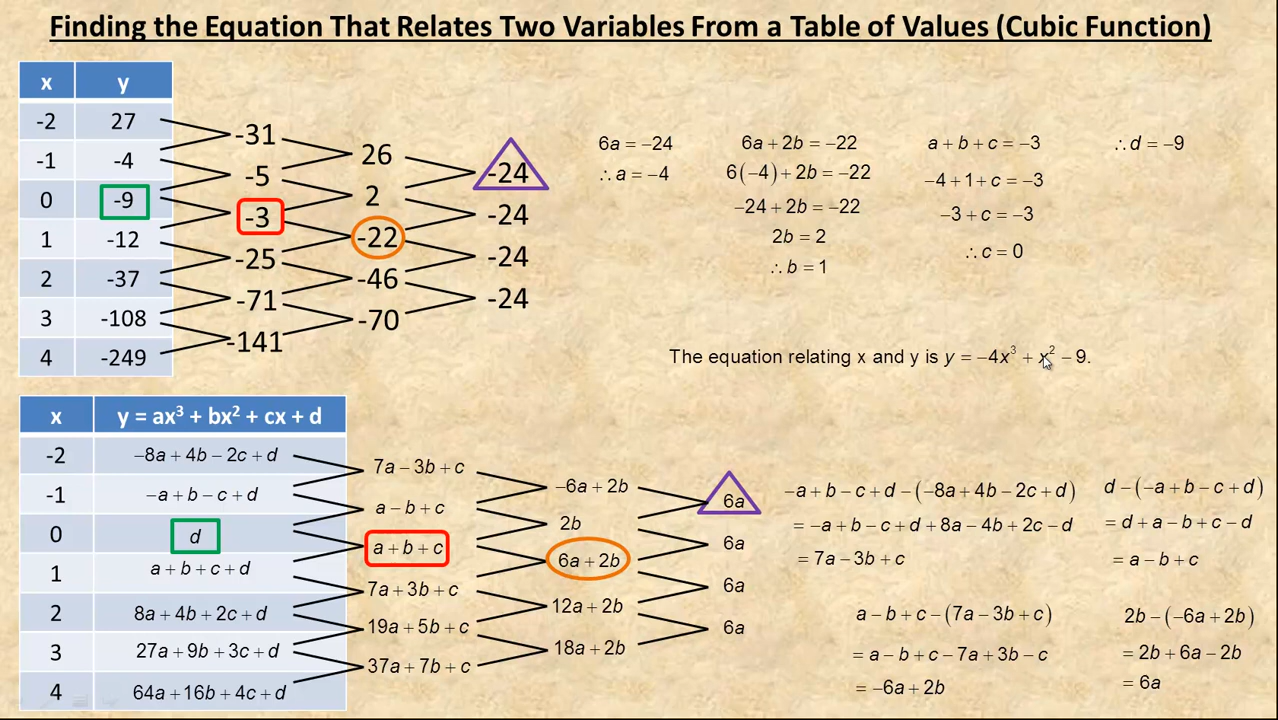 Finding the Equation That Relates Two Variables From a Table of Values (Cubic Function)
x y
-2 27
-1 -4
0 -9
1 -12
2 -37
3 -108
4 -249
-31
-5
-3
-25
-71
-141
26
2
-22
-46
-70
-24
-24
-24
-24
6a = -24
∴ a = -4
6a + 2b = -22
6(-4) + 2b = -22
-24 + 2b = -22
2b = 2
∴ b = 1
a + b + c = -3
-4 + 1 + c = -3
-3 + c = -3
∴ c = 0
∴ d = -9
The equation relating x and y is y = -4x³ + x² - 9.
x y = ax³ + bx² + cx + d
-2 -8a + 4b - 2c + d
-1 -a + b - c + d
0 d
1 a + b + c + d
2 8a + 4b + 2c + d
3 27a + 9b + 3c + d
4 64a + 16b + 4c + d
7a - 3b + c
a - b + c
a + b + c
7a + 3b + c
19a + 5b + c
37a + 7b + c
-6a + 2b
2b
6a + 2b
12a + 2b
18a + 2b
6a
6a
6a
6a
-a + b - c + d - (-8a + 4b - 2c + d)
= -a + b - c + d + 8a - 4b + 2c - d
= 7a - 3b + c
d - (-a + b - c + d)
= d + a - b + c - d
= a - b + c
a - b + c - (7a - 3b + c)
= a - b + c - 7a + 3b - c
= -6a + 2b
2b - (-6a + 2b)
= 2b + 6a - 2b
= 6a